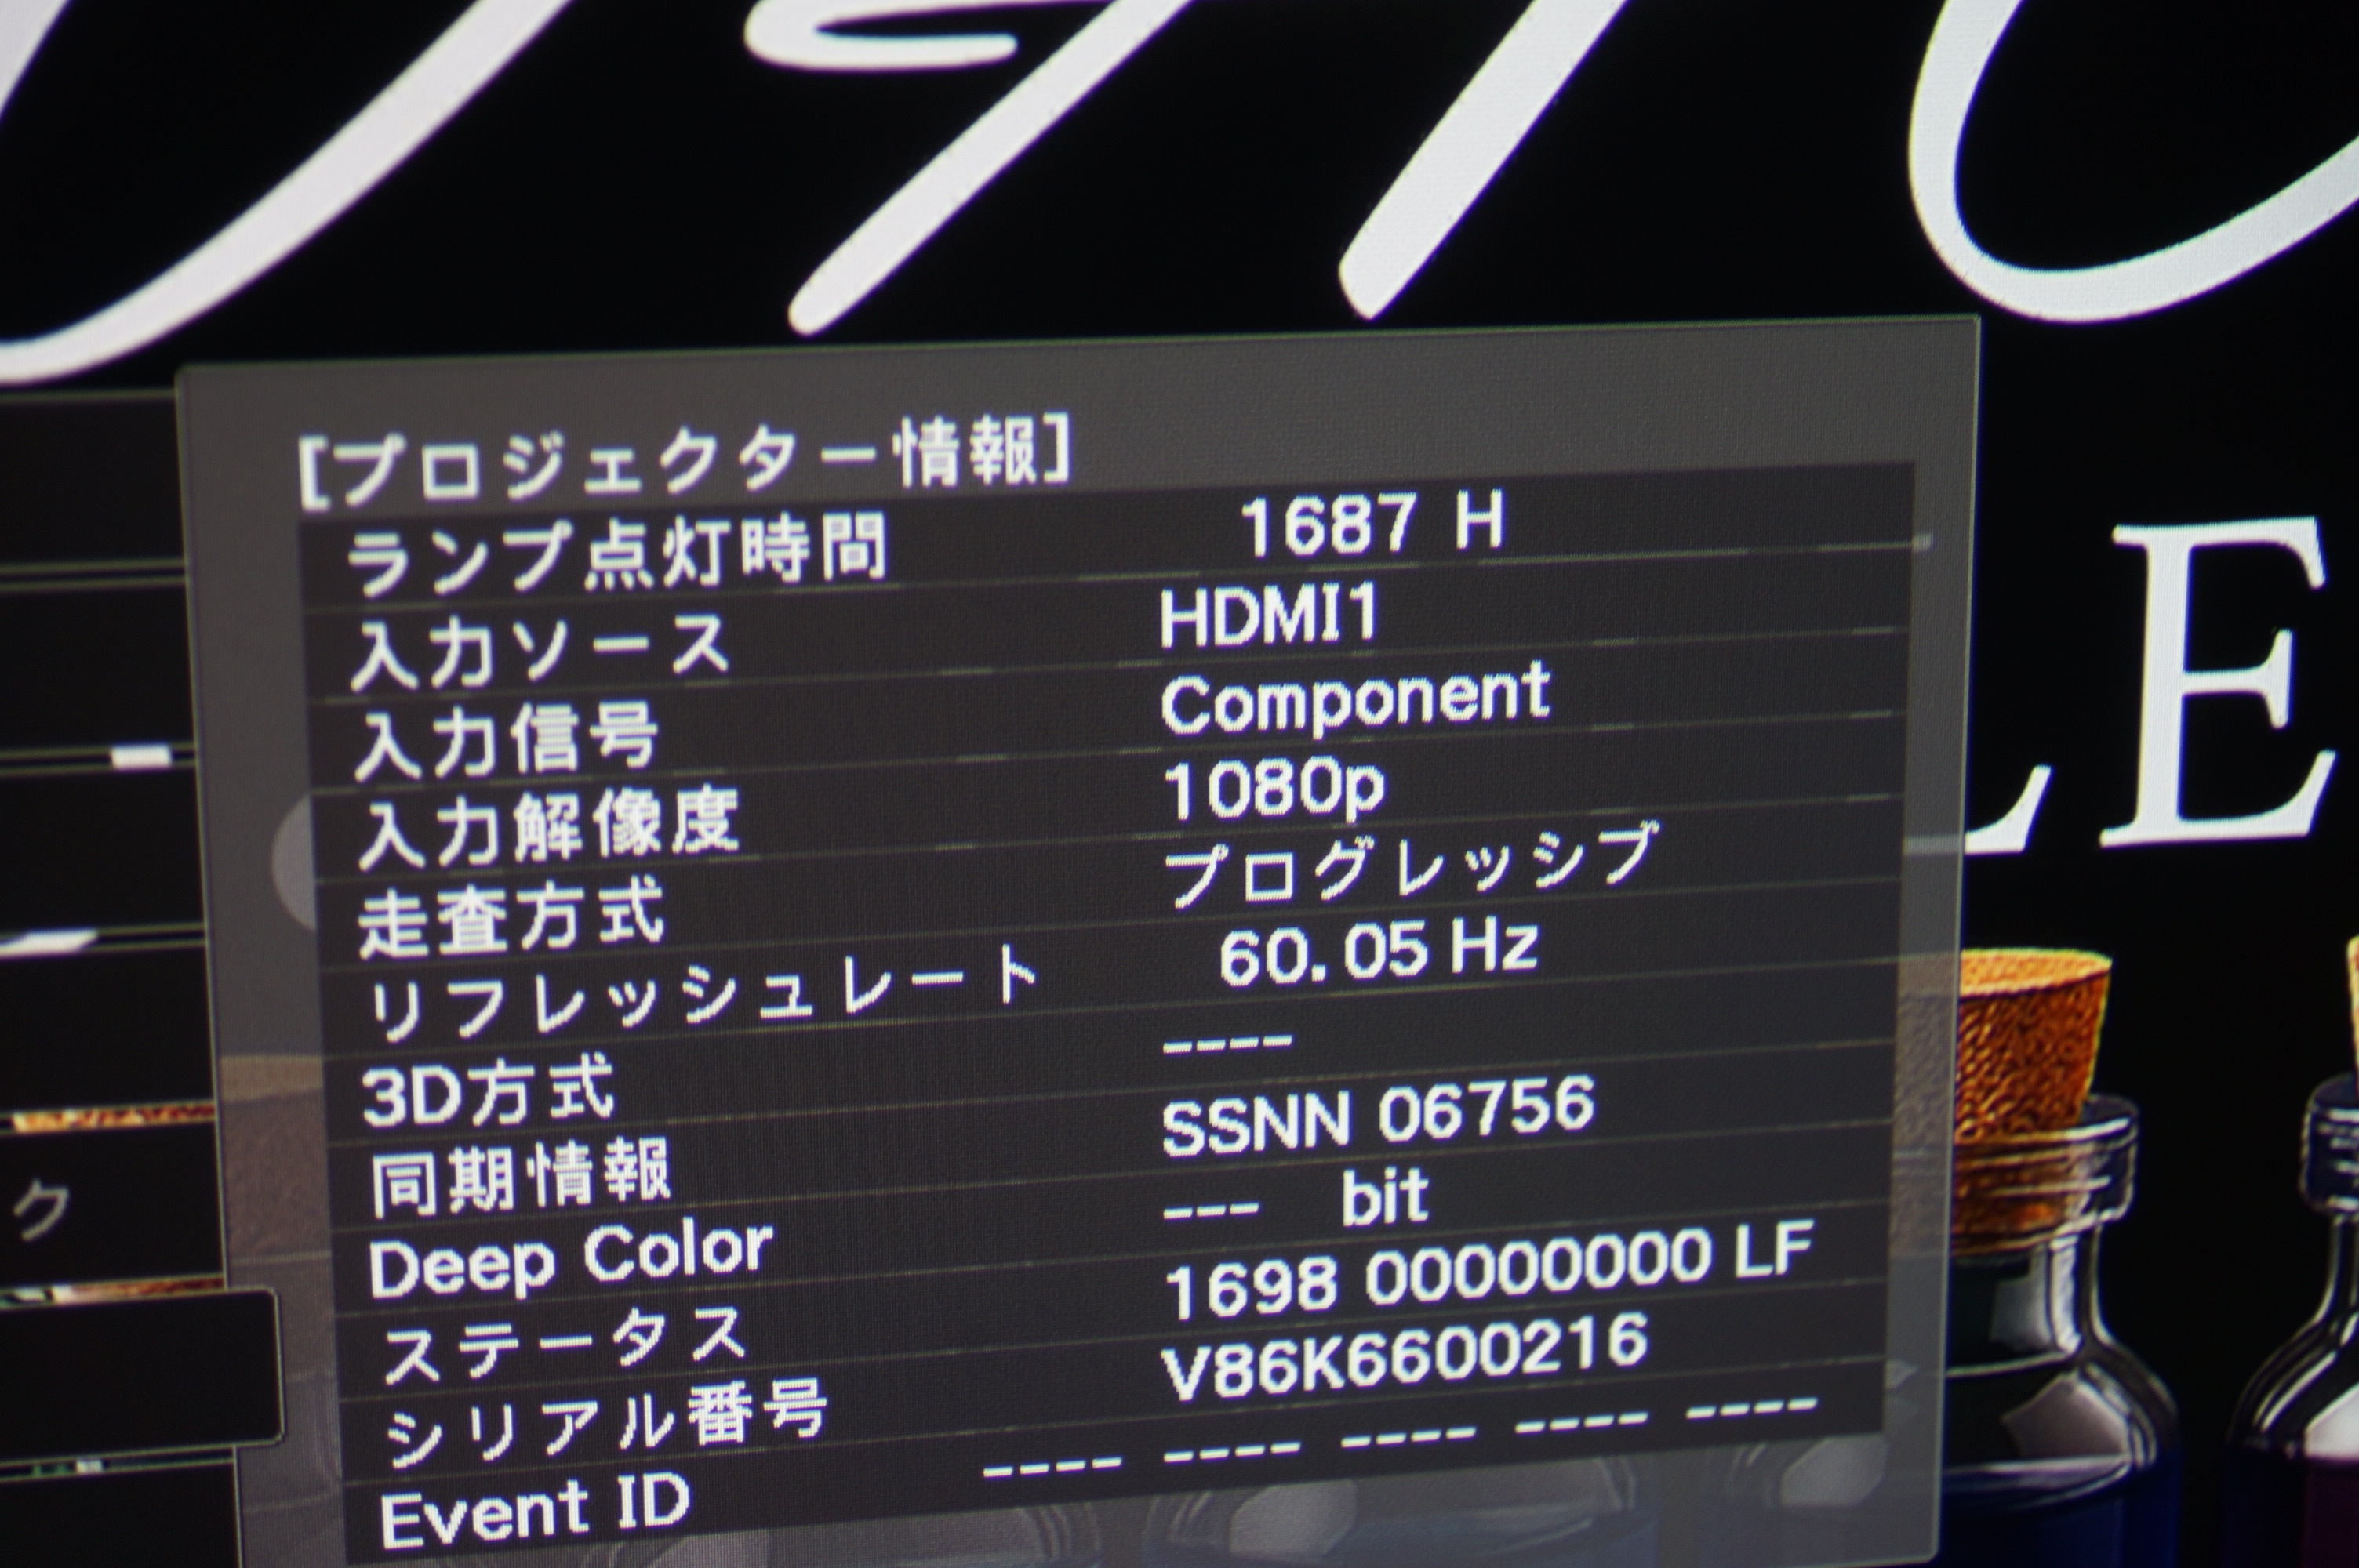 [プロジェクター情報]
ランプ点灯時間 1687 H
入力ソース HDMI1
入力信号 Component
入力解像度 1080p
走査方式 プログレッシブ
リフレッシュレート 60.05 Hz
3D方式 ----
同期情報 SSNN 06756
Deep Color --- bit
ステータス 1698 00000000 LF
シリアル番号 V86K6600216
Event ID ---- ---- ---- ---- ----
LE
ク